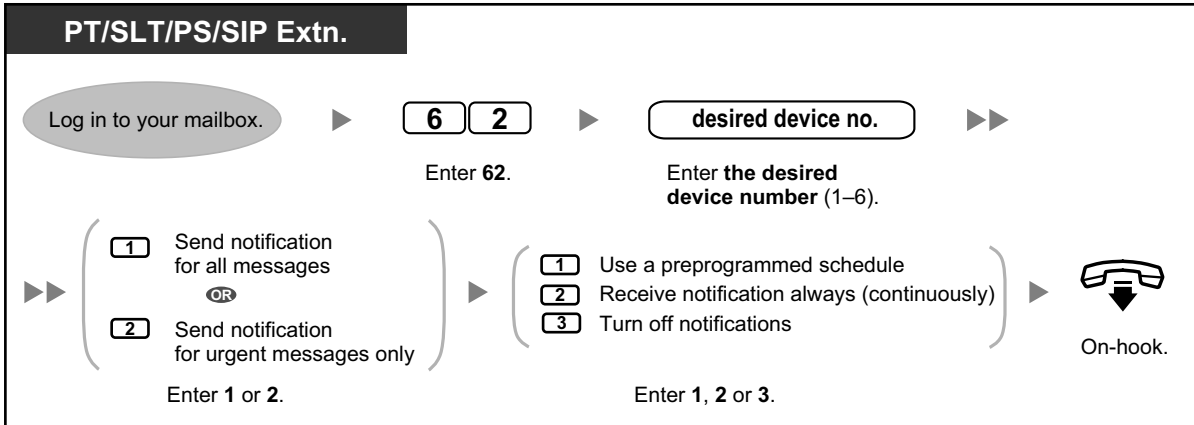 PT/SLT/PS/SIP Extn.
Log in to your mailbox.
6 2
desired device no.
Enter 62.
Enter the desired
device number (1–6).
1 Send notification
for all messages
OR
2 Send notification
for urgent messages only
Enter 1 or 2.
1 Use a preprogrammed schedule
2 Receive notification always (continuously)
3 Turn off notifications
Enter 1, 2 or 3.
On-hook.